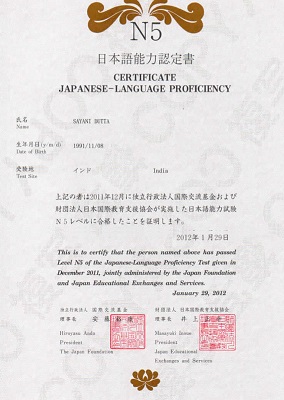 N5
日本語能力認定書
CERTIFICATE
JAPANESE-LANGUAGE PROFICIENCY
氏名 SAYANI DUTTA
Name
生年月日(y/m/d) 1991/11/08
Date of Birth
受験地 インド India
Test Site
上記の者は2011年12月に独立行政法人国際交流基金および
財団法人日本国際教育支援協会が実施した日本語能力試験
N5レベルに合格したことを証明します。
2012年 1月29日
This is to certify that the person named above has passed
Level N5 of the Japanese-Language Proficiency Test given in
December 2011, jointly administered by the Japan Foundation
and Japan Educational Exchanges and Services.
January 29, 2012
独立行政法人 国際交流基金 財団法人 日本国際教育支援協会
理事長 安藤裕康 理事長 井上正幸
Hiroyasu Ando Masayuki Inoue
President President
The Japan Foundation Japan Educational
Exchanges and Services